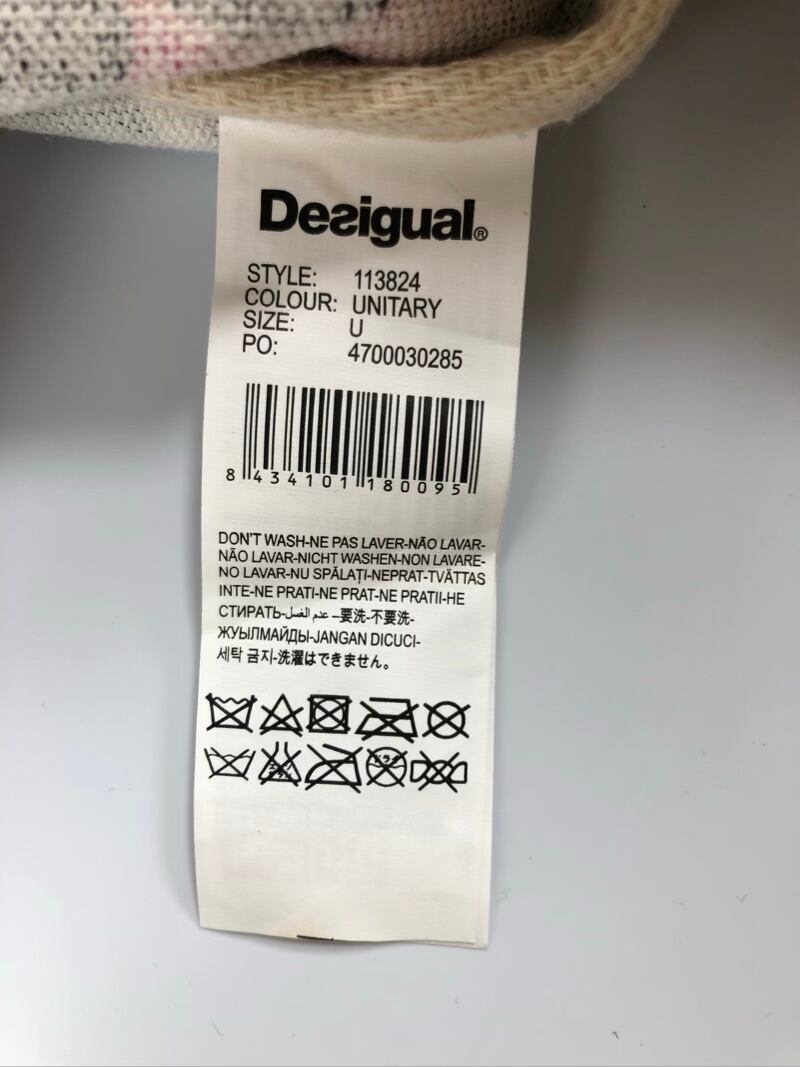 Desigual®
STYLE: 113824
COLOUR: UNITARY
SIZE: U
PO: 4700030285
8 434101 180095
DON'T WASH-NE PAS LAVER-NÃO LAVAR-
NÃO LAVAR-NICHT WASHEN-NON LAVARE-
NO LAVAR-NU SPĂLAȚI-NEPRAT-TVÄTTAS
INTE-NE PRATI-NE PRAT-NE PRATII-HE
СТИРАТЬ-عدم الغسل–要洗-不要洗-
ЖУЫЛМАЙДЫ-JANGAN DICUCI-
세탁 금지-洗濯はできません。